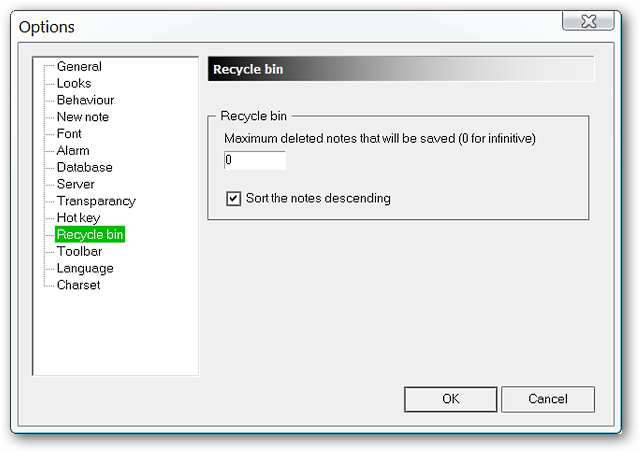 Options
General
Looks
Behaviour
New note
Font
Alarm
Database
Server
Transparancy
Hot key
Recycle bin
Toolbar
Language
Charset
Recycle bin
Recycle bin
Maximum deleted notes that will be saved (0 for infinitive)
0
Sort the notes descending
OK
Cancel